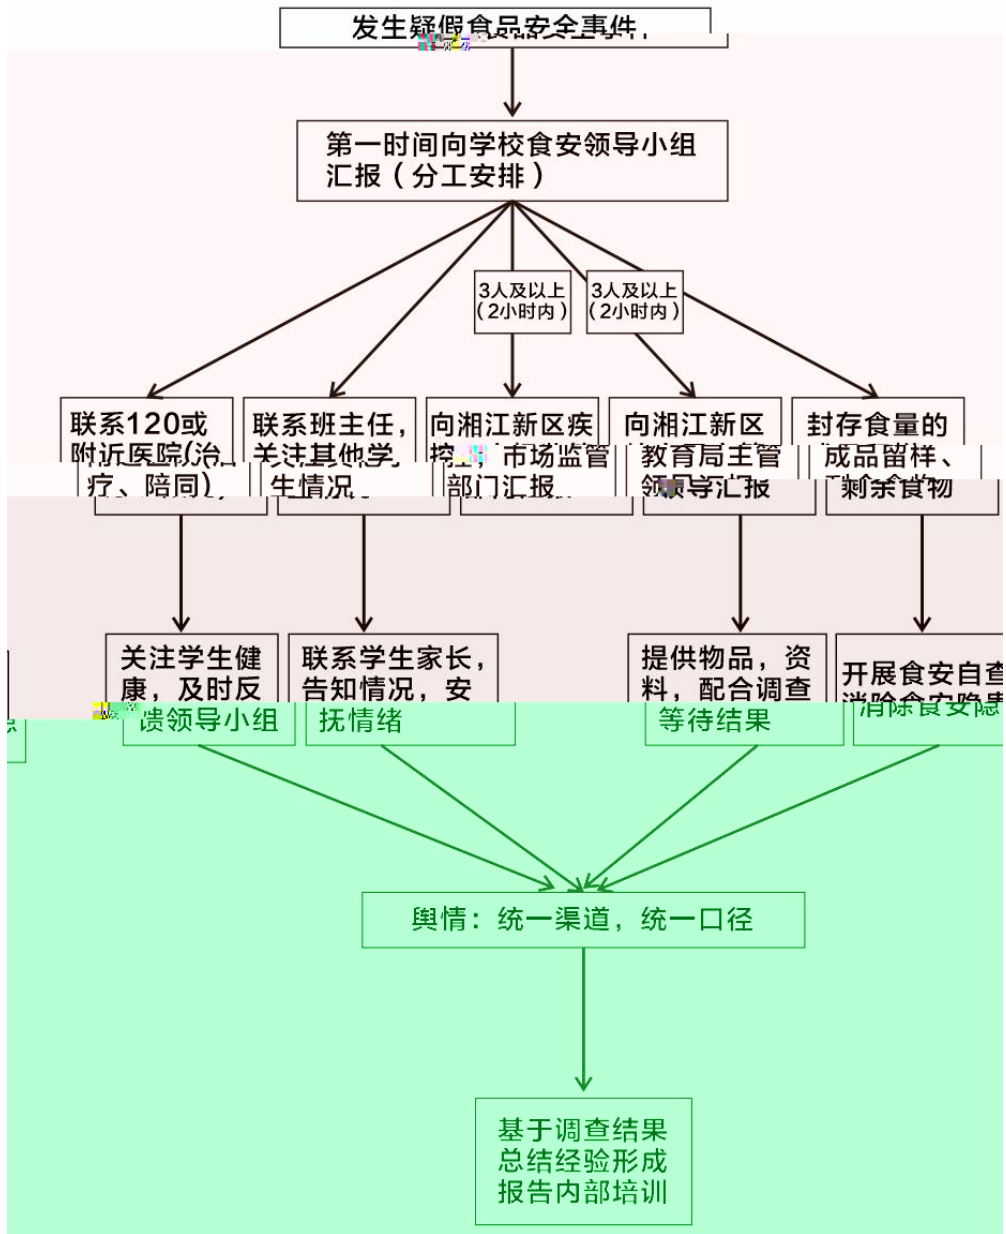 发生疑假食品安全事件
第一时间向学校食安领导小组
汇报（分工安排）
3人及以上
（2小时内）
3人及以上
（2小时内）
联系120或
附近医院(治
疗、陪同)
联系班主任，
关注其他学
生情况。
向湘江新区疾
控，市场监管
部门汇报
向湘江新区
教育局主管
领导汇报
封存食量的
成品留样、
剩余食物
关注学生健
康，及时反
馈领导小组
联系学生家长，
告知情况，安
抚情绪
提供物品，资
料，配合调查
等待结果
开展食安自查
消除食安隐患
舆情：统一渠道，统一口径
基于调查结果
总结经验形成
报告内部培训